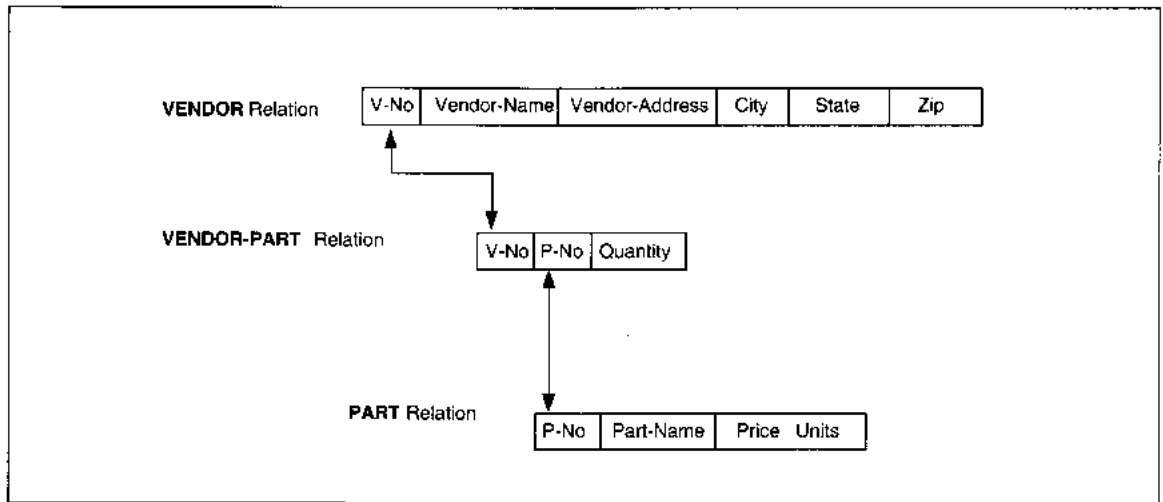 VENDOR Relation V-No Vendor-Name Vendor-Address City State Zip
VENDOR-PART Relation V-No P-No Quantity
PART Relation P-No Part-Name Price Units